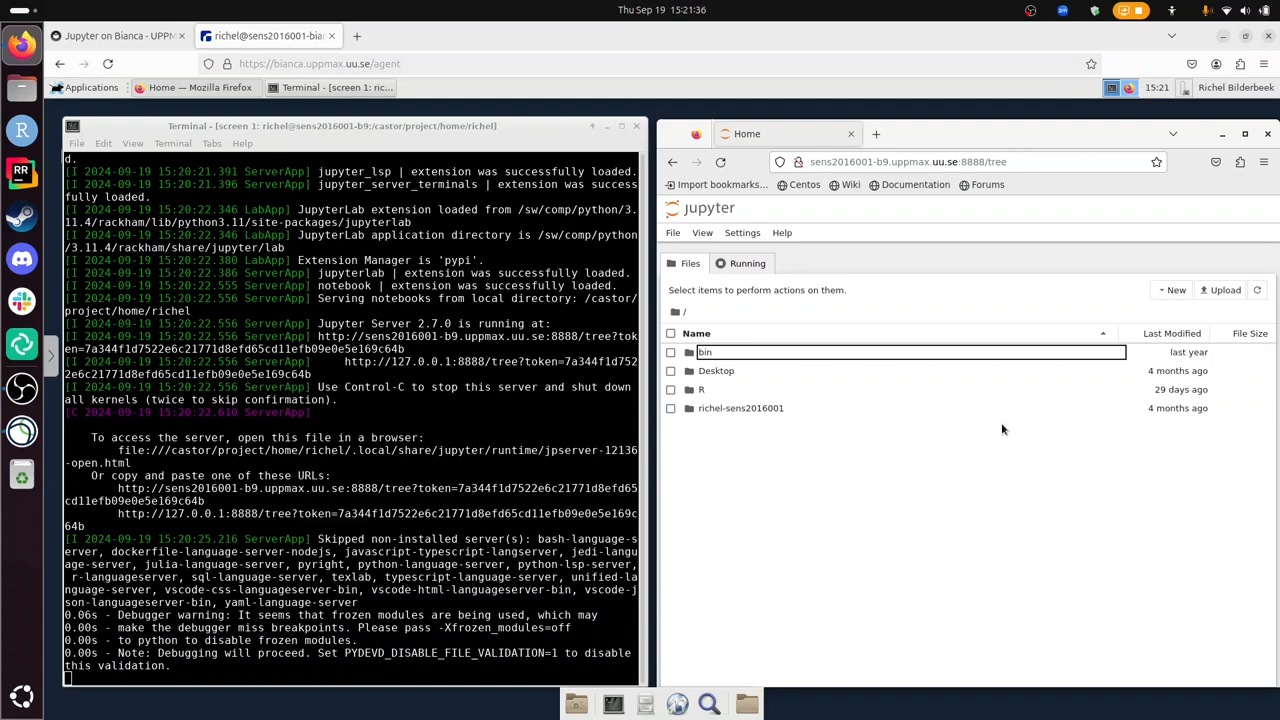 Thu Sep 19 15:21:36
Jupyter on Bianca - UPPM
richel@sens2016001-bia
https://bianca.uppmax.uu.se/agent
Applications
Home — Mozilla Firefox
Terminal - [screen 1: ric...
15:21
Richel Bilderbeek
Terminal - [screen 1: richel@sens2016001-b9:/castor/project/home/richel]
File Edit View Terminal Tabs Help
d.
[I 2024-09-19 15:20:21.391 ServerApp] jupyter_lsp | extension was successfully loaded.
[I 2024-09-19 15:20:21.396 ServerApp] jupyter_server_terminals | extension was success
fully loaded.
[I 2024-09-19 15:20:22.346 LabApp] JupyterLab extension loaded from /sw/comp/python/3.
11.4/rackham/lib/python3.11/site-packages/jupyterlab
[I 2024-09-19 15:20:22.346 LabApp] JupyterLab application directory is /sw/comp/python
/3.11.4/rackham/share/jupyter/lab
[I 2024-09-19 15:20:22.380 LabApp] Extension Manager is 'pypi'.
[I 2024-09-19 15:20:22.386 ServerApp] jupyterlab | extension was successfully loaded.
[I 2024-09-19 15:20:22.555 ServerApp] notebook | extension was successfully loaded.
[I 2024-09-19 15:20:22.556 ServerApp] Serving notebooks from local directory: /castor/
project/home/richel
[I 2024-09-19 15:20:22.556 ServerApp] Jupyter Server 2.7.0 is running at:
[I 2024-09-19 15:20:22.556 ServerApp] http://sens2016001-b9.uppmax.uu.se:8888/tree?tok
en=7a344f1d7522e6c21771d8efd65cd11efb09e0e5e169c64b
[I 2024-09-19 15:20:22.556 ServerApp]     http://127.0.0.1:8888/tree?token=7a344f1d752
2e6c21771d8efd65cd11efb09e0e5e169c64b
[I 2024-09-19 15:20:22.556 ServerApp] Use Control-C to stop this server and shut down
all kernels (twice to skip confirmation).
[C 2024-09-19 15:20:22.610 ServerApp]
To access the server, open this file in a browser:
file:///castor/project/home/richel/.local/share/jupyter/runtime/jpserver-12136
-open.html
Or copy and paste one of these URLs:
http://sens2016001-b9.uppmax.uu.se:8888/tree?token=7a344f1d7522e6c21771d8efd65
cd11efb09e0e5e169c64b
http://127.0.0.1:8888/tree?token=7a344f1d7522e6c21771d8efd65cd11efb09e0e5e169c
64b
[I 2024-09-19 15:20:25.216 ServerApp] Skipped non-installed server(s): bash-language-s
erver, dockerfile-language-server-nodejs, javascript-typescript-langserver, jedi-langu
age-server, julia-language-server, pyright, python-language-server, python-lsp-server,
r-languageserver, sql-language-server, texlab, typescript-language-server, unified-la
nguage-server, vscode-css-languageserver-bin, vscode-html-languageserver-bin, vscode-j
son-languageserver-bin, yaml-language-server
0.06s - Debugger warning: It seems that frozen modules are being used, which may
0.00s - make the debugger miss breakpoints. Please pass -Xfrozen_modules=off
0.00s - to python to disable frozen modules.
0.00s - Note: Debugging will proceed. Set PYDEVD_DISABLE_FILE_VALIDATION=1 to disable
this validation.
Home
sens2016001-b9.uppmax.uu.se:8888/tree
Import bookmarks... Centos Wiki Documentation Forums
jupyter
File View Settings Help
Files Running
Select items to perform actions on them.
New Upload
/
Name Last Modified File Size
bin last year
Desktop 4 months ago
R 29 days ago
richel-sens2016001 4 months ago